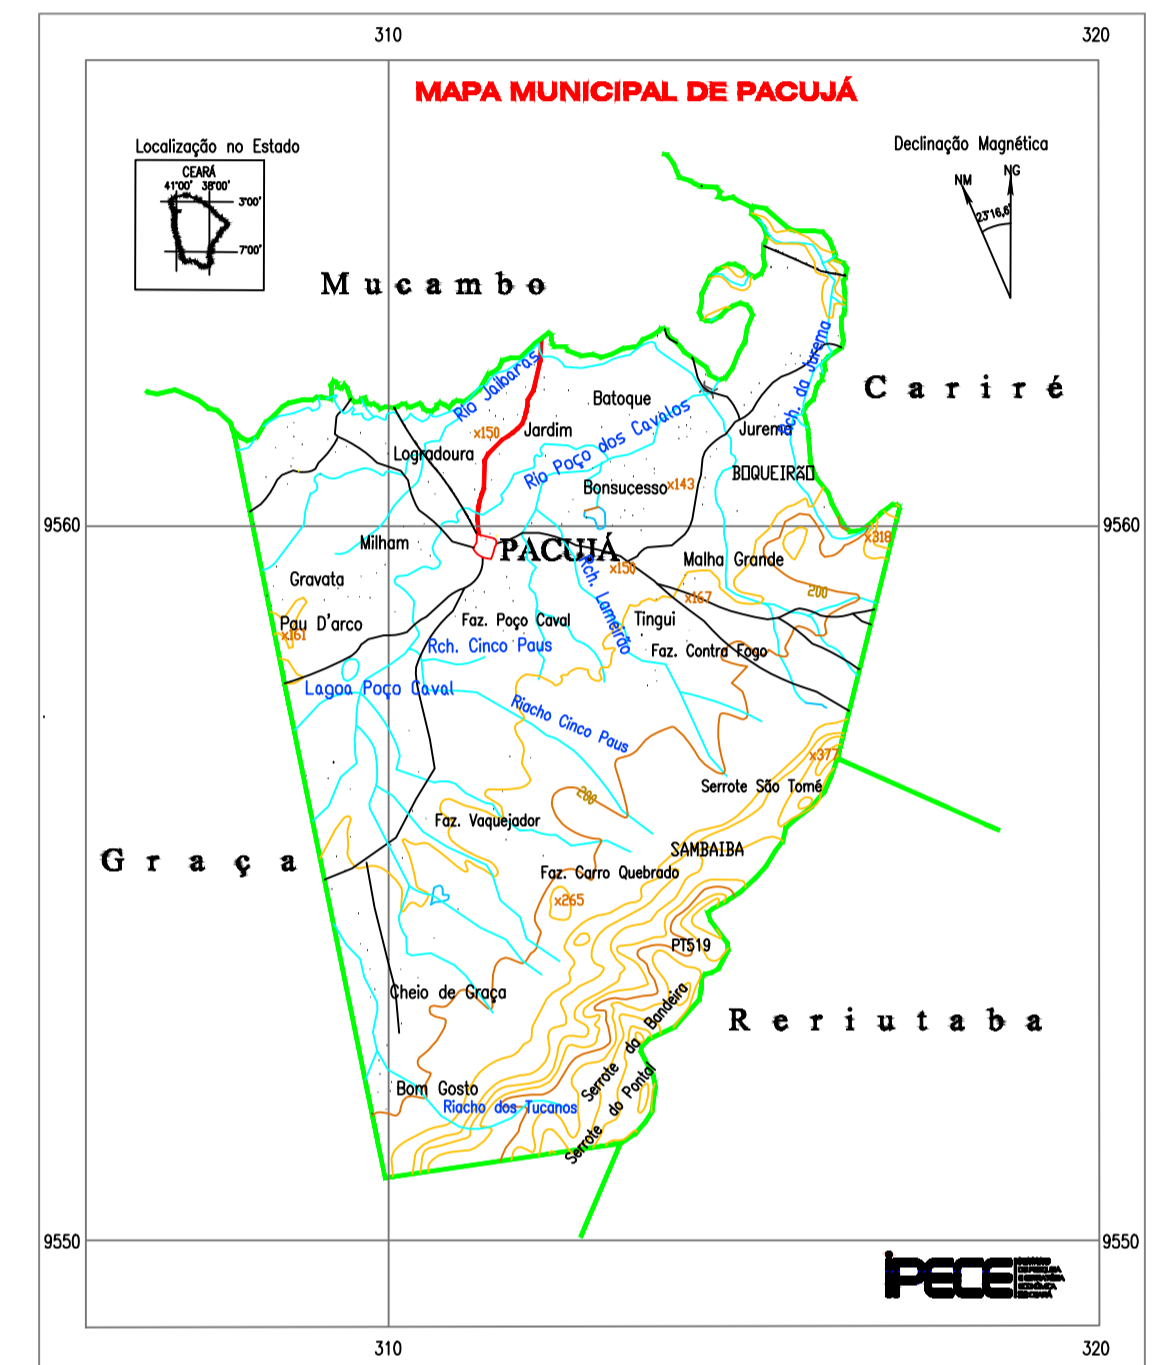 310
320
MAPA MUNICIPAL DE PACUJÁ
Localização no Estado
CEARÁ
41°00'
38°00'
3°00'
7°00'
Declinação Magnética
NM
NG
23°16,6'
Mucambo
Cariré
Rio Jaibaras
Rch. da Jurema
Batoque
x150
Jardim
Rio Poço dos Cavalos
Jurema
Logradoura
B▯QUEIRã▯
Bonsucesso
x143
9560
9560
x318
Milham
PACUJÁ
Malha Grande
x150
Gravata
Rch. Lameirão
200
x167
Pau D'arco
x161
Faz. Poço Caval
Tingui
Rch. Cinco Paus
Faz. Contra Fogo
Lagoa Poço Caval
Riacho Cinco Paus
x377
Serrote São Tomé
200
Faz. Vaquejador
Graça
SAMBAIBA
Faz. Carro Quebrado
x265
PT519
Cheio de Graça
Reriutaba
Serrote da Bandeira
Bom Gosto
Riacho dos Tucanos
Serrote do Pontal
9550
9550
iPECE
310
320